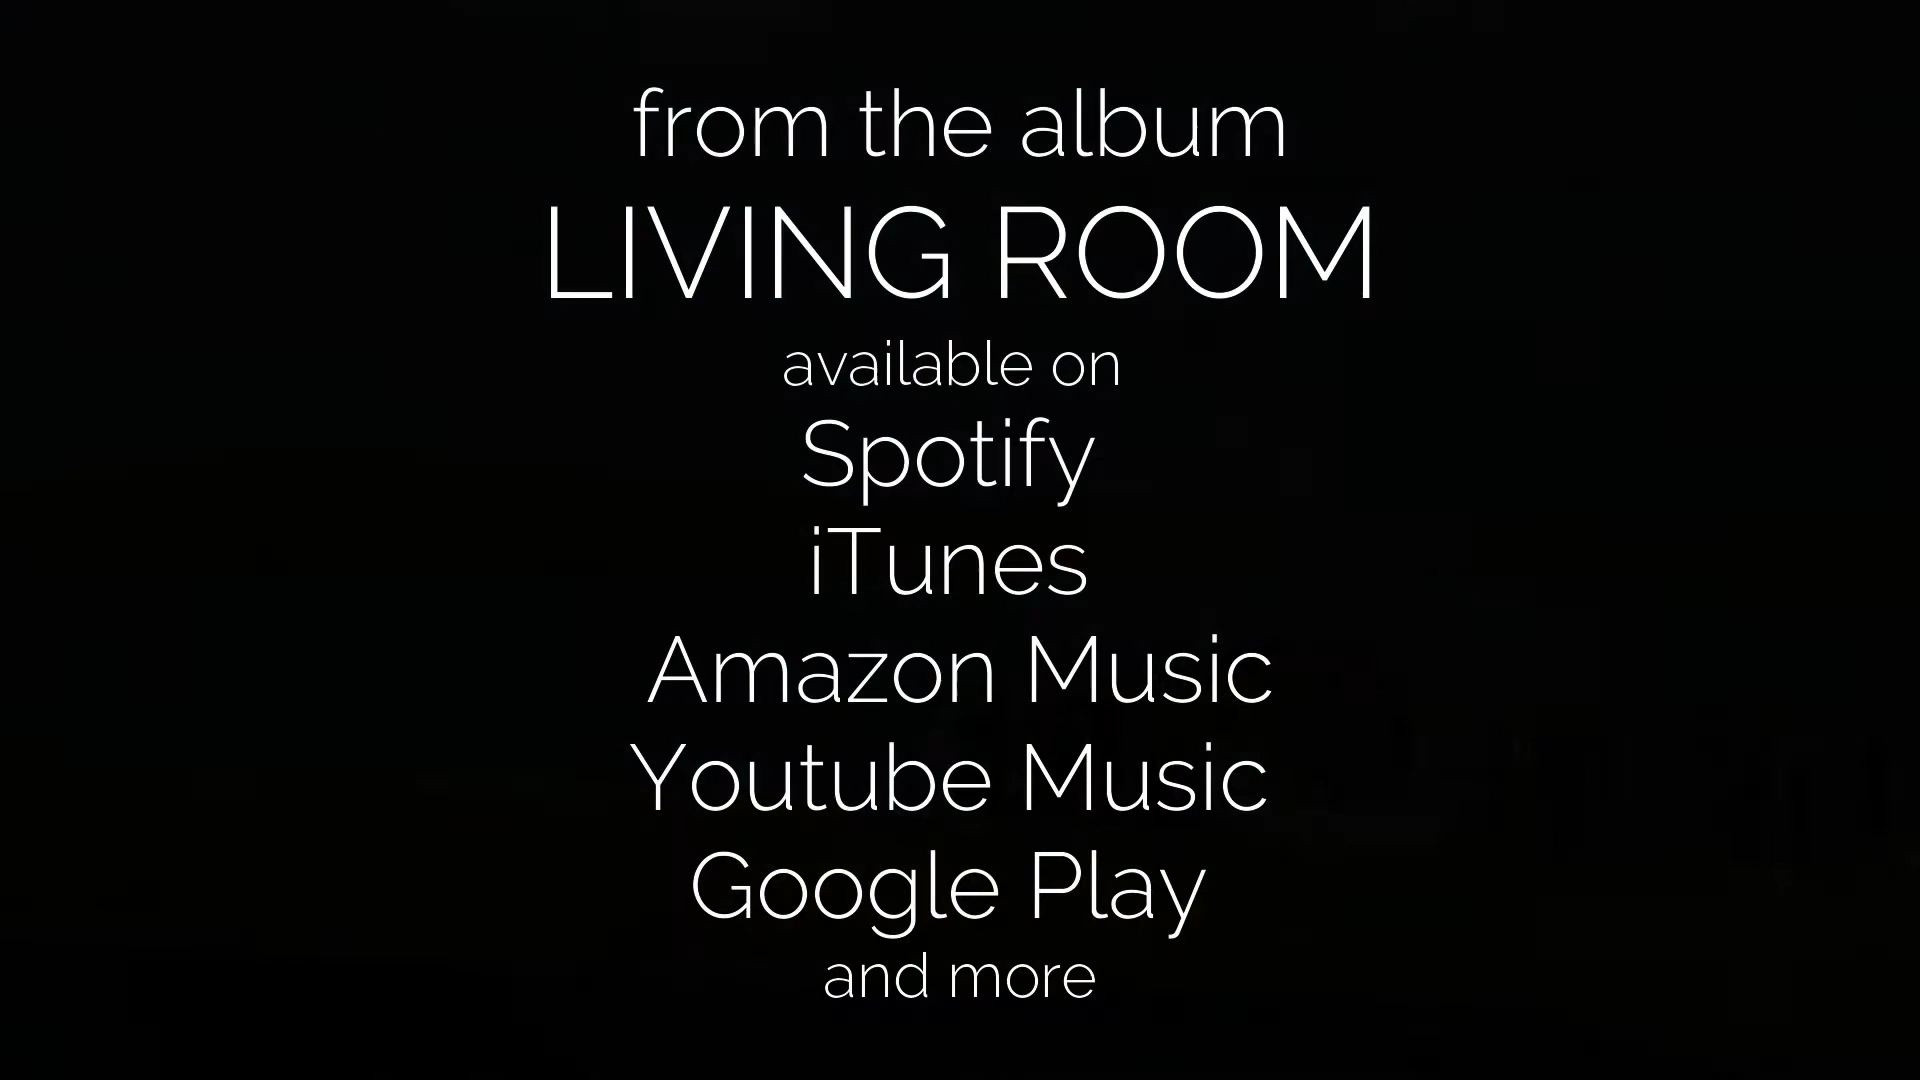 from the album
LIVING ROOM
available on
Spotify
iTunes
Amazon Music
Youtube Music
Google Play
and more